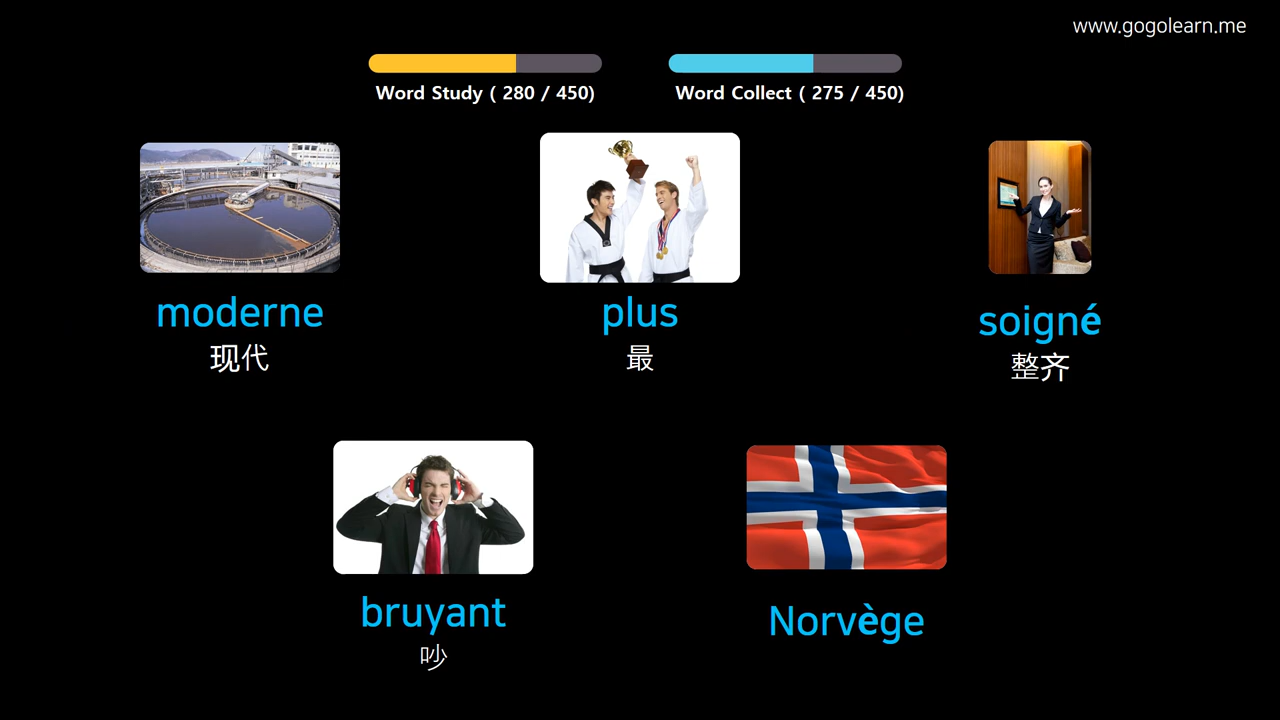 www.gogolearn.me
Word Study ( 280 / 450)
Word Collect ( 275 / 450)
moderne
现代
plus
最
soigné
整齐
bruyant
吵
Norvège